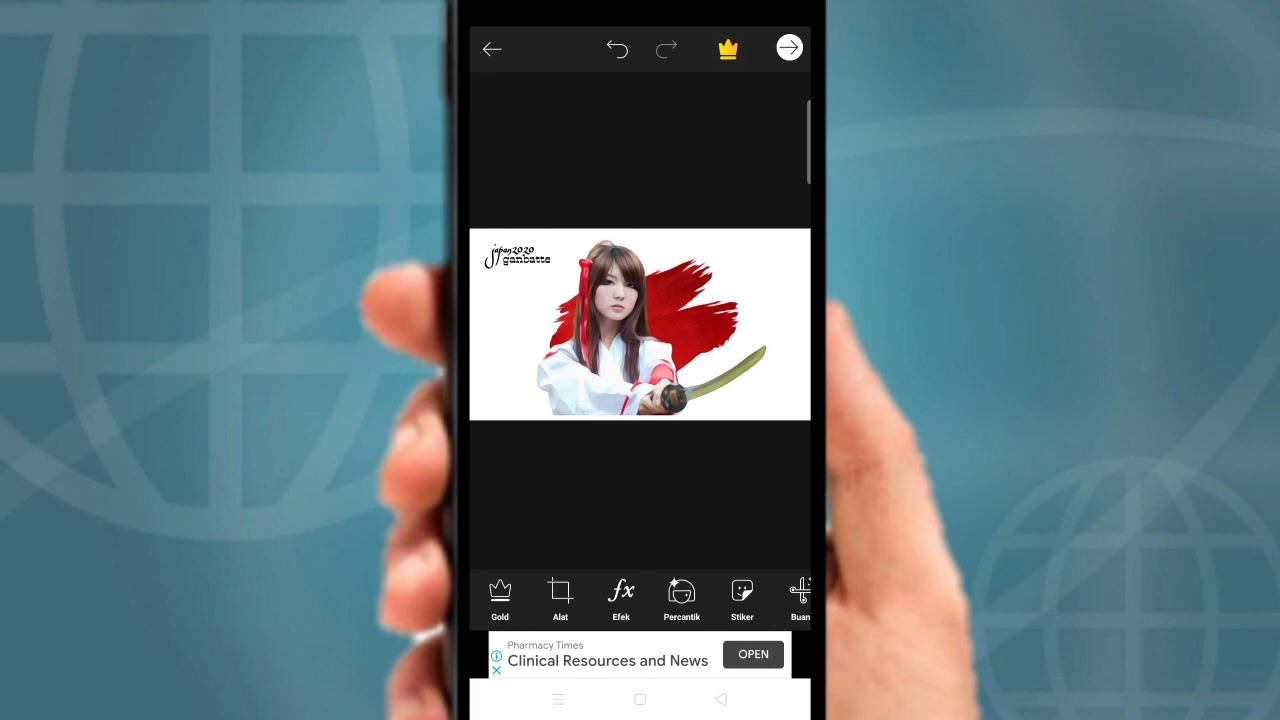 japan2020
ganbatte
Gold
Alat
Efek
Percantik
Stiker
Buan
Pharmacy Times
Clinical Resources and News
OPEN